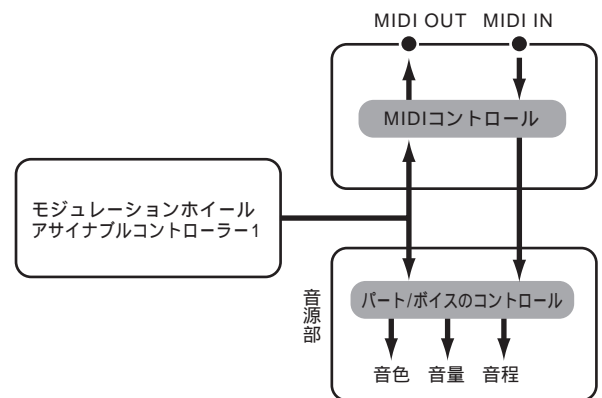 MIDI OUT MIDI IN
MIDIコントロール
モジュレーションホイール
アサイナブルコントローラー1
音源部
パート/ボイスのコントロール
音色 音量 音程